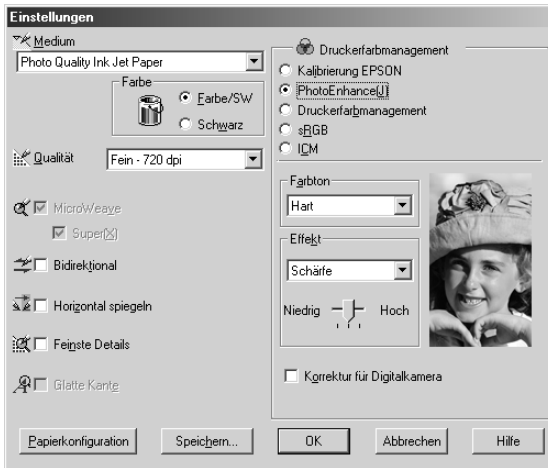 Einstellungen
Medium
Photo Quality Ink Jet Paper
Farbe
Farbe/SW
Schwarz
Qualität
Fein - 720 dpi
MicroWeave
Super(X)
Bidirektional
Horizontal spiegeln
Feinste Details
Glatte Kante
Druckerfarbmanagement
Kalibrierung EPSON
PhotoEnhance(J)
Druckerfarbmanagement
sRGB
ICM
Farbton
Hart
Effekt
Schärfe
Niedrig Hoch
Korrektur für Digitalkamera
Papierkonfiguration Speichern... OK Abbrechen Hilfe